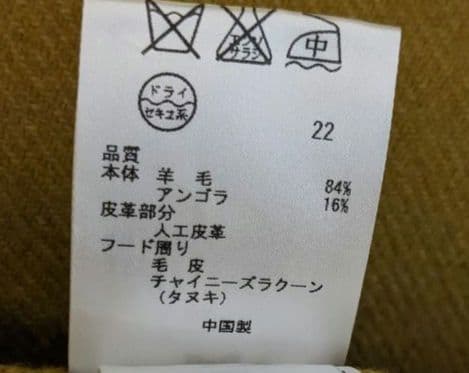 エンソ
サラシ
中
ドライ
セキユ系
22
品質
本体 羊毛 84%
アンゴラ 16%
皮革部分
人工皮革
フード周り
毛皮
チャイニーズラクーン
(タヌキ)
中国製